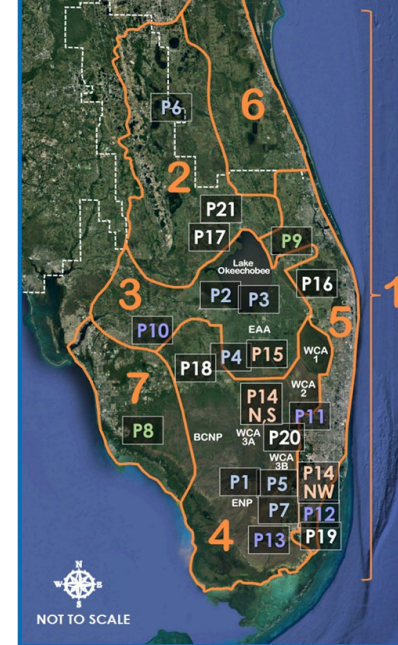 P6
6
2
P21
P17
P9
Lake
Okeechobee
P16
3
P2
P3
1
5
P10
EAA
P4
P15
WCA
1
P18
7
WCA
2
P14
N,S
P11
P8
BCNP
WCA
3A
P20
WCA
3B
P14
NW
P1
P5
ENP
P7
P12
4
P13
P19
N
W
S
NOT TO SCALE